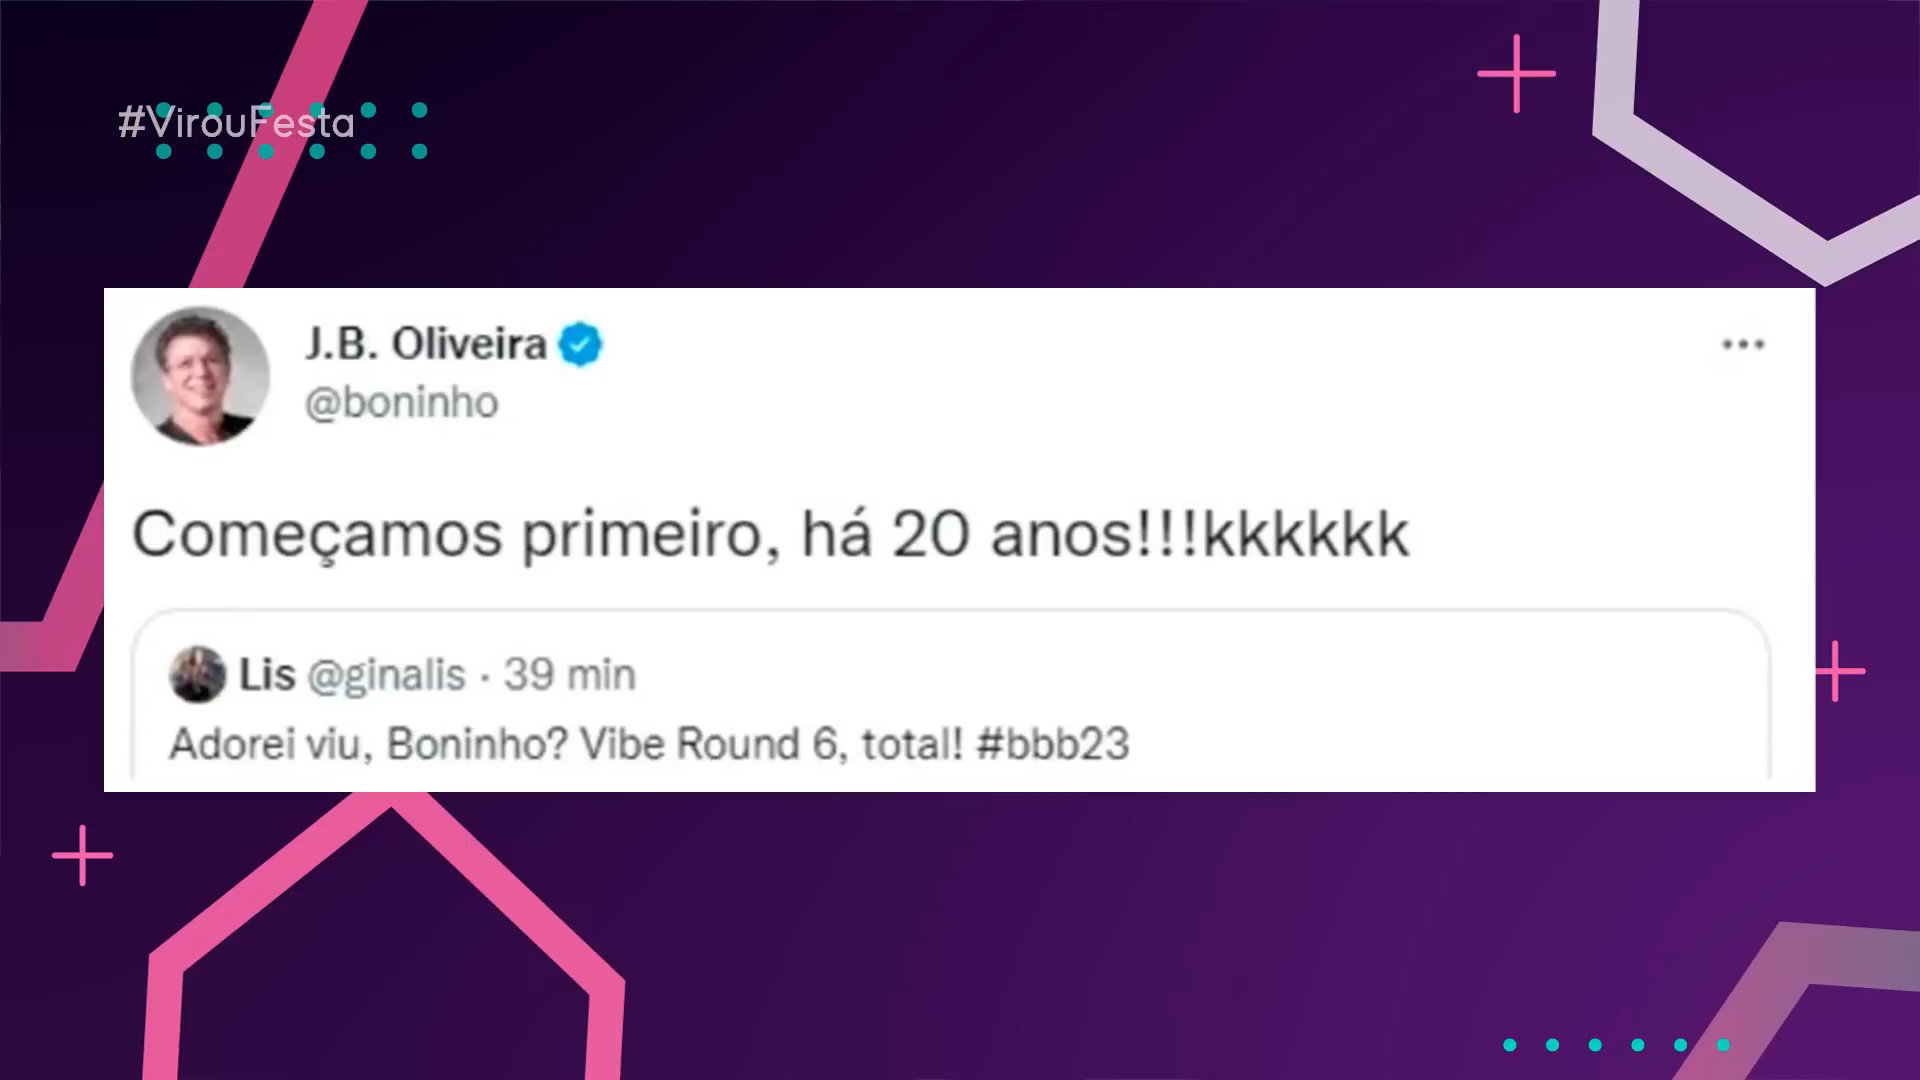 #VirouFesta
J.B. Oliveira
@boninho
Começamos primeiro, há 20 anos!!!kkkkkk
Lis @ginalis · 39 min
Adorei viu, Boninho? Vibe Round 6, total! #bbb23